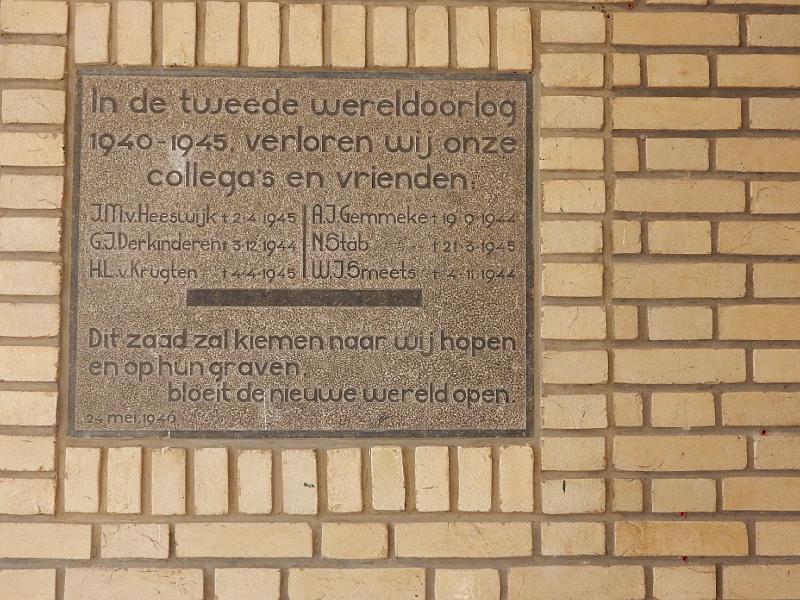 In de tweede wereldoorlog
1940-1945, verloren wij onze
collega's en vrienden:
J.M.v.Heeswijk † 2.4.1945 A.J.Gemmeke † 19.9.1944
G.J.Derkinderen † 3.12.1944 N.Stab † 21.3.1945
H.L.v.Krugten † 4.4.1945 W.J.Smeets † 4.11.1944
Dit zaad zal kiemen naar wij hopen
en op hun graven,
bloeit de nieuwe wereld open.
24 mei 1946